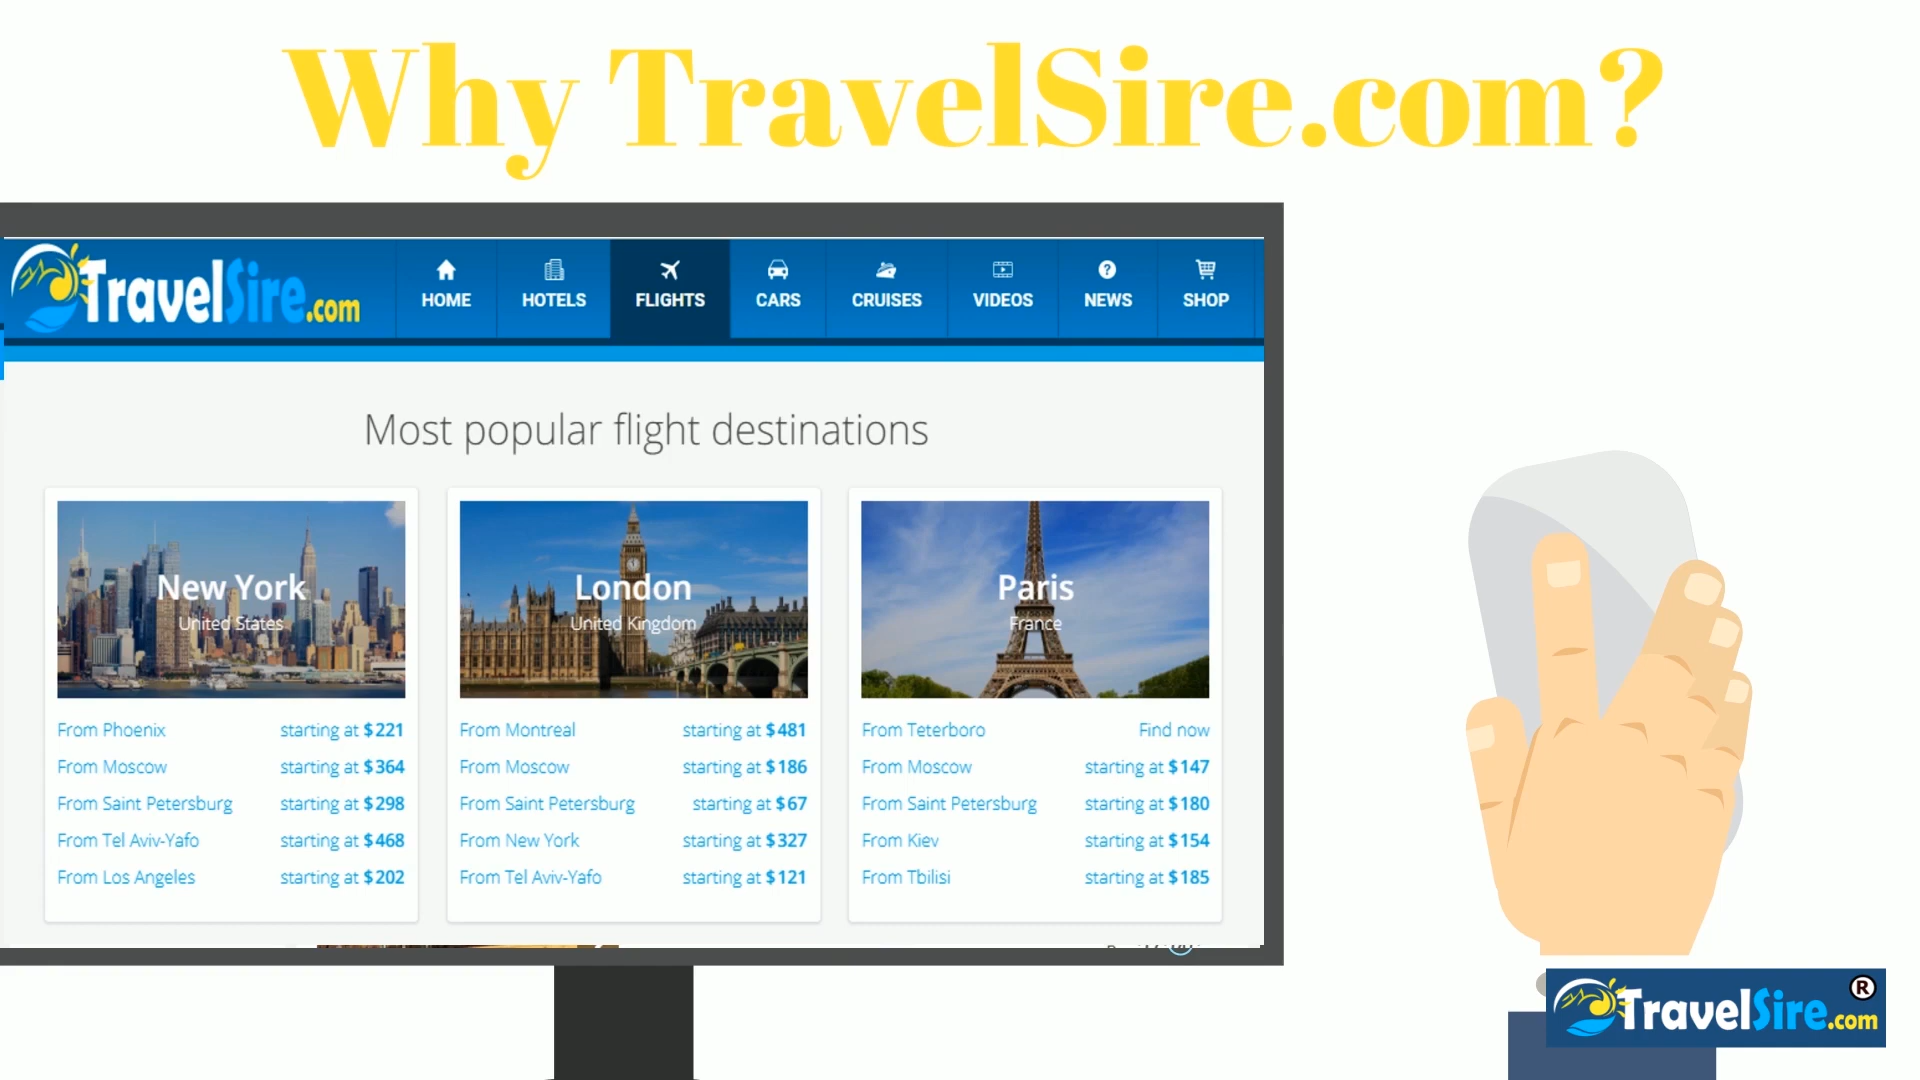 Why TravelSire.com?
TravelSire.com
HOME HOTELS FLIGHTS CARS CRUISES VIDEOS NEWS SHOP
Most popular flight destinations
New York
United States
From Phoenix starting at $221
From Moscow starting at $364
From Saint Petersburg starting at $298
From Tel Aviv-Yafo starting at $468
From Los Angeles starting at $202
London
United Kingdom
From Montreal starting at $481
From Moscow starting at $186
From Saint Petersburg starting at $67
From New York starting at $327
From Tel Aviv-Yafo starting at $121
Paris
France
From Teterboro Find now
From Moscow starting at $147
From Saint Petersburg starting at $180
From Kiev starting at $154
From Tbilisi starting at $185
TravelSire.com ®